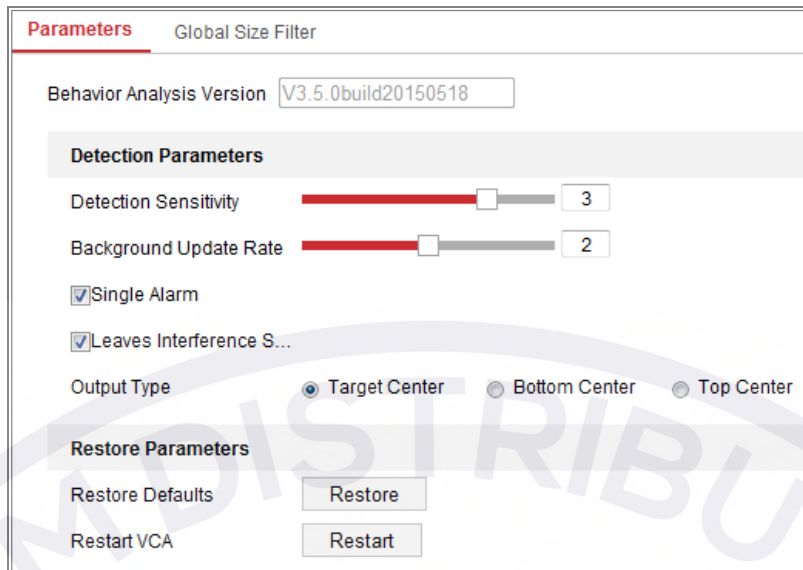 Parameters Global Size Filter
Behavior Analysis Version V3.5.0build20150518
Detection Parameters
Detection Sensitivity 3
Background Update Rate 2
Single Alarm
Leaves Interference S...
Output Type Target Center Bottom Center Top Center
Restore Parameters
Restore Defaults Restore
Restart VCA Restart
M DISTRIBU